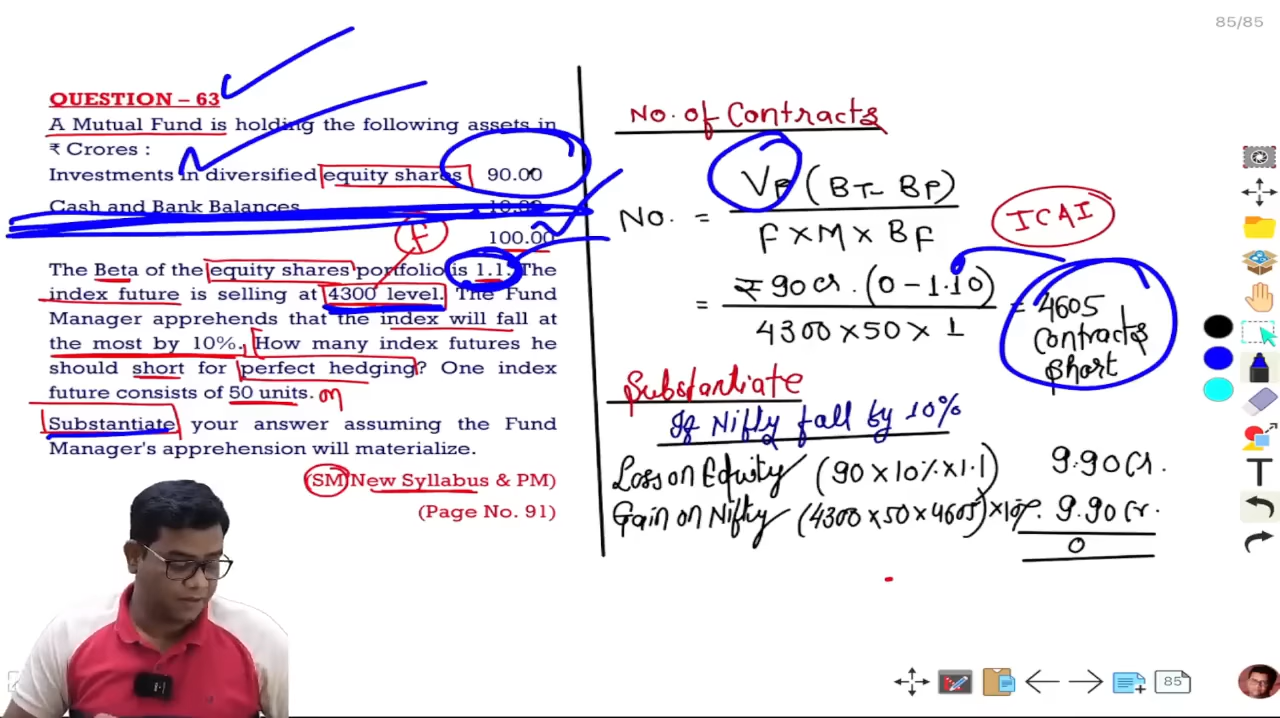 85/85
QUESTION – 63
A Mutual Fund is holding the following assets in
₹ Crores :
Investments in diversified equity shares 90.00
Cash and Bank Balances 10.00
100.00
F
The Beta of the equity shares portfolio is 1.1. The
index future is selling at 4300 level. The Fund
Manager apprehends that the index will fall at
the most by 10%. How many index futures he
should short for perfect hedging? One index
future consists of 50 units. m
Substantiate your answer assuming the Fund
Manager's apprehension will materialize.
(SM New Syllabus & PM)
(Page No. 91)
No. of Contracts
No. = VP (BT - BP)
F × M × BF
ICAI
= ₹ 90 cr. (0 - 1.10) = 4605
4300 × 50 × 1 Contracts
Short
Substantiate
If Nifty fall by 10%
Loss on Equity (90 × 10% × 1.1) 9.90 Cr.
Gain on Nifty (4300 × 50 × 4605) × 10%. 9.90 Cr.
0
T
85